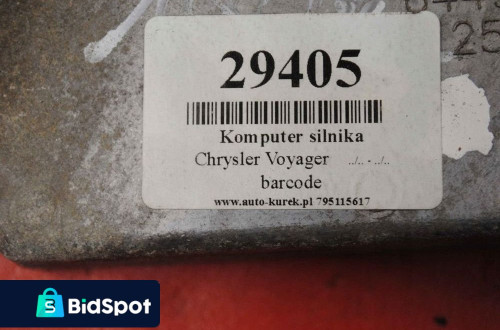 29405
Komputer silnika
Chrysler Voyager ../.. - ../..
barcode
www.auto-kurek.pl 795115617
BidSpot